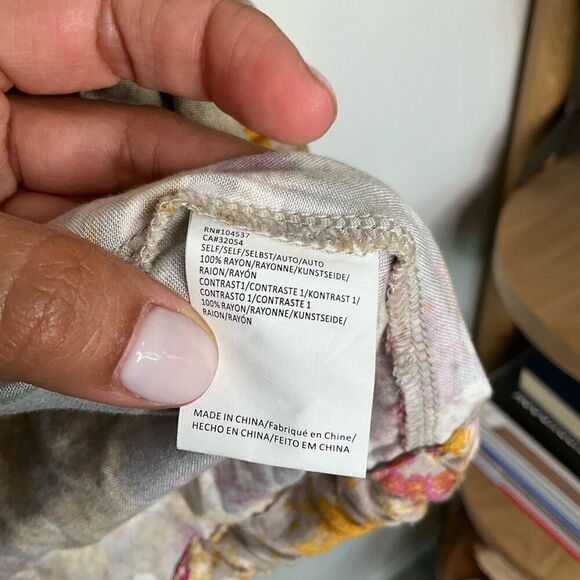 RN#104537
CA#32054
SELF/SELF/SELBST/AUTO/AUTO
100% RAYON/RAYONNE/KUNSTSEIDE/
RAION/RAYÓN
CONTRAST1/CONTRASTE 1/KONTRAST 1/
CONTRASTO 1/CONTRASTE 1
100% RAYON/RAYONNE/KUNSTSEIDE/
RAION/RAYÓN
MADE IN CHINA/Fabriqué en Chine/
HECHO EN CHINA/FEITO EM CHINA